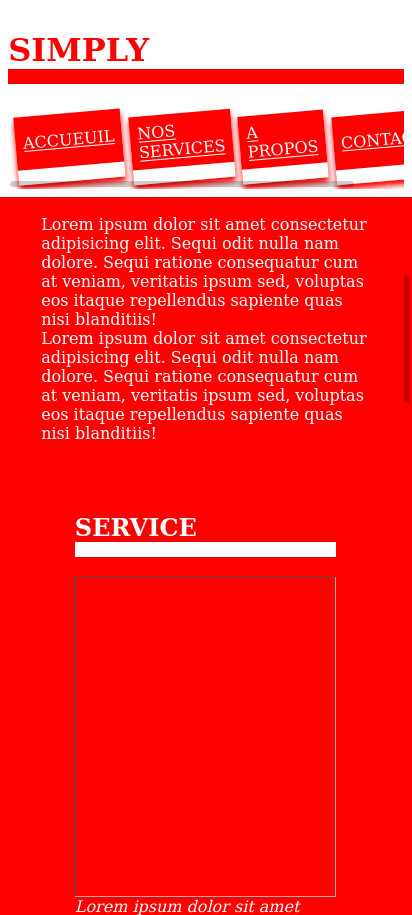 SIMPLY
ACCUEUIL
NOS
SERVICES
A
PROPOS
Lorem ipsum dolor sit amet consectetur
adipisicing elit. Sequi odit nulla nam
dolore. Sequi ratione consequatur cum
at veniam, veritatis ipsum sed, voluptas
eos itaque repellendus sapiente quas
nisi blanditiis!
Lorem ipsum dolor sit amet consectetur
adipisicing elit. Sequi odit nulla nam
dolore. Sequi ratione consequatur cum
at veniam, veritatis ipsum sed, voluptas
eos itaque repellendus sapiente quas
nisi blanditiis!
SERVICE
Lorem ipsum dolor sit amet